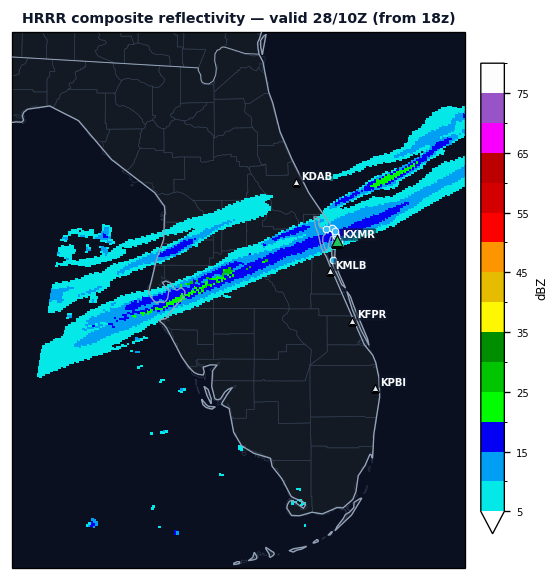 HRRR composite reflectivity — valid 28/10Z (from 18z)
KDAB
KXMR
KMLB
KFPR
KPBI
75
65
55
45
35
25
15
5
dBZ